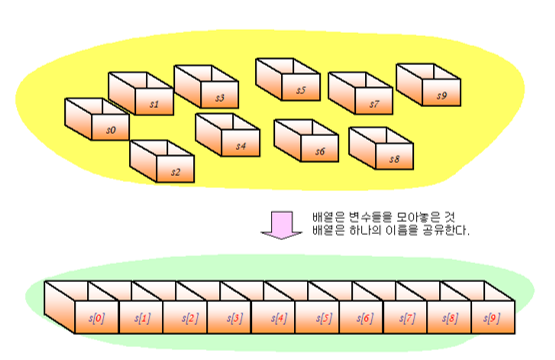 s0
s1
s2
s3
s4
s5
s6
s7
s8
s9
배열은 변수들을 모아놓은 것
배열은 하나의 이름을 공유한다.
s[0] s[1] s[2] s[3] s[4] s[5] s[6] s[7] s[8] s[9]